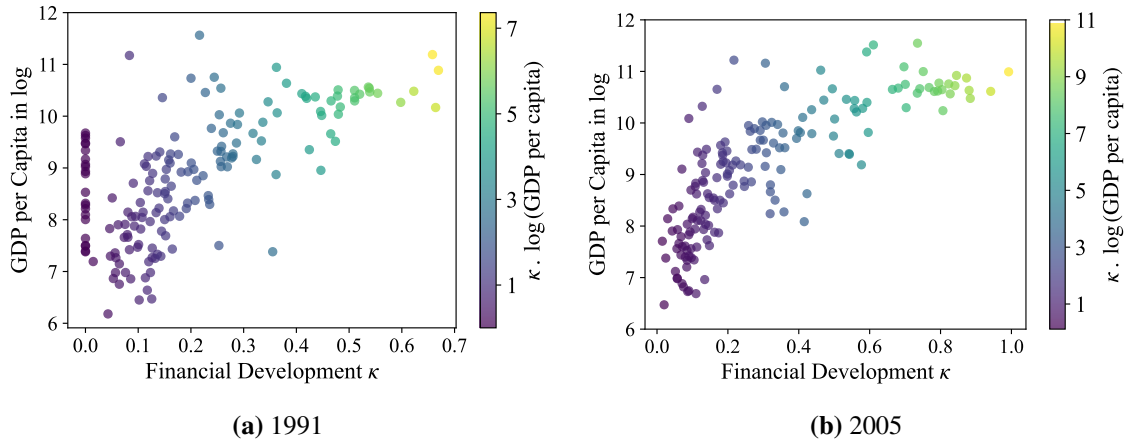 12
11
10
9
8
7
6
0.0 0.1 0.2 0.3 0.4 0.5 0.6 0.7
GDP per Capita in log
Financial Development κ
7
5
3
1
κ . log(GDP per capita)
(a) 1991
12
11
10
9
8
7
6
0.0 0.2 0.4 0.6 0.8 1.0
GDP per Capita in log
Financial Development κ
11
9
7
5
3
1
κ . log(GDP per capita)
(b) 2005